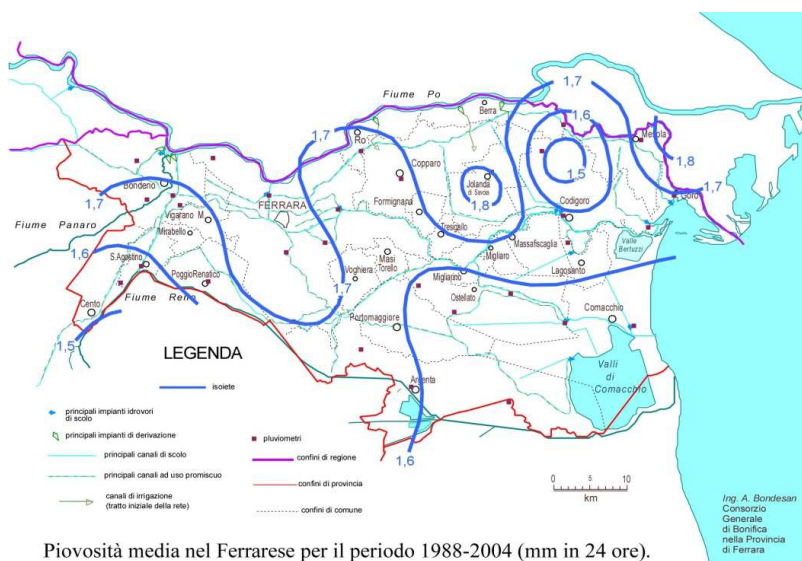 1,7
1,6
Fiume Po
Berra
1,7
Ro
Mesola
1,8
Copparo
1,5
Bondeno
Jolanda
di Savoia
1,7
Goro
1,7
FERRARA
Formignana
1,8
Codigoro
Vigarano M.
Mirabello
Tresigallo
Fiume Panaro
Massafiscaglia
Migliaro
Valle
Bertuzzi
1,6
S.Agostino
Masi
Torello
Lagosanto
Voghiera
Migliarino
PoggioRenatico
1,7
Ostellato
Fiume Reno
Cento
Comacchio
Portomaggiore
1,5
LEGENDA
Valli
di
Comacchio
isoiete
Argenta
principali impianti idrovori
di scolo
principali impianti di derivazione
pluviometri
principali canali di scolo
confini di regione
1,6
principali canali ad uso promiscuo
confini di provincia
canali di irrigazione
(tratto iniziale della rete)
confini di comune
0 5 10
km
Ing. A. Bondesan
Consorzio
Generale
di Bonifica
nella Provincia
di Ferrara
Piovosità media nel Ferrarese per il periodo 1988-2004 (mm in 24 ore).